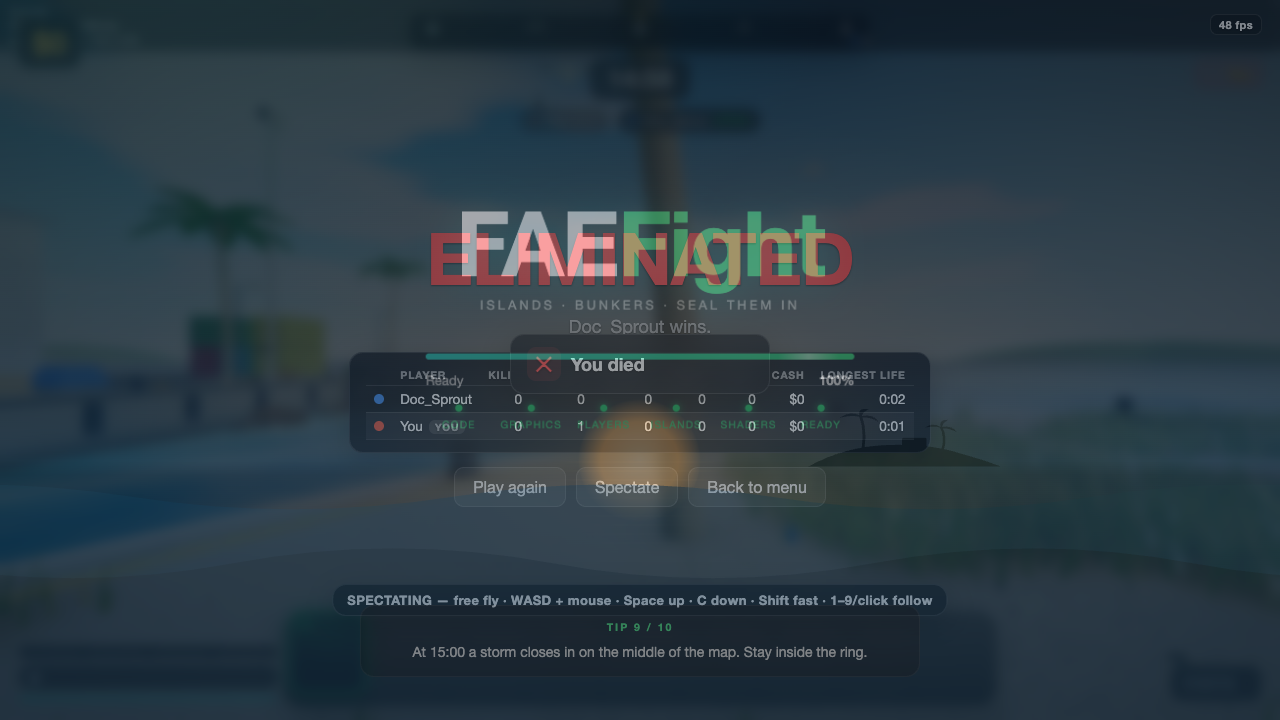 48 fps
FAEFight
ELIMINATED
ISLANDS · BUNKERS · SEAL THEM IN
Doc_Sprout wins.
You died
PLAYER KILL CASH LONGEST LIFE
Ready 100%
Doc_Sprout 0 0 0 0 0 $0 0:02
You YOU 0 1 0 0 0 $0 0:01
CODE GRAPHICS PLAYERS ISLANDS SHADERS READY
Play again Spectate Back to menu
SPECTATING — free fly · WASD + mouse · Space up · C down · Shift fast · 1–9/click follow
TIP 9 / 10
At 15:00 a storm closes in on the middle of the map. Stay inside the ring.